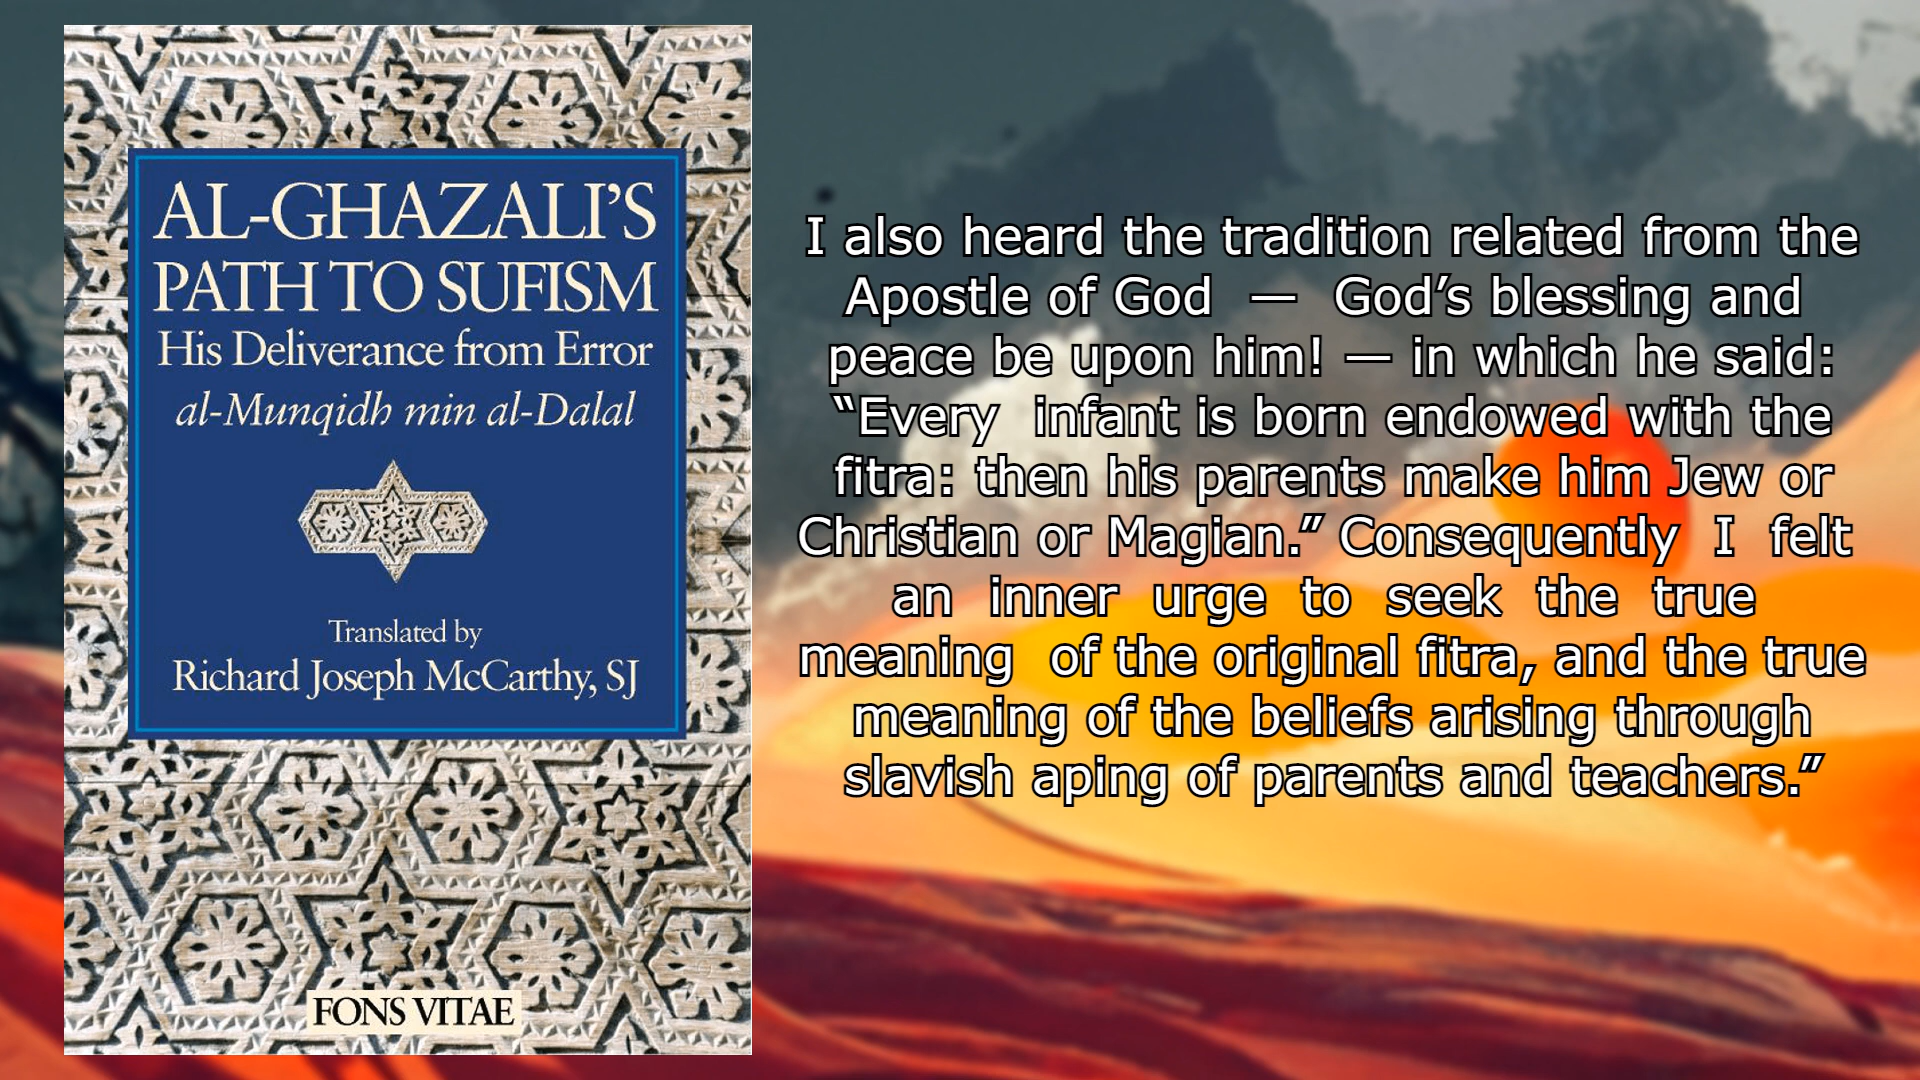 AL-GHAZALI'S
PATH TO SUFISM
His Deliverance from Error
al-Munqidh min al-Dalal
Translated by
Richard Joseph McCarthy, SJ
FONS VITAE
I also heard the tradition related from the
Apostle of God — God’s blessing and
peace be upon him! — in which he said:
“Every infant is born endowed with the
fitra: then his parents make him Jew or
Christian or Magian.” Consequently I felt
an inner urge to seek the true
meaning of the original fitra, and the true
meaning of the beliefs arising through
slavish aping of parents and teachers.”